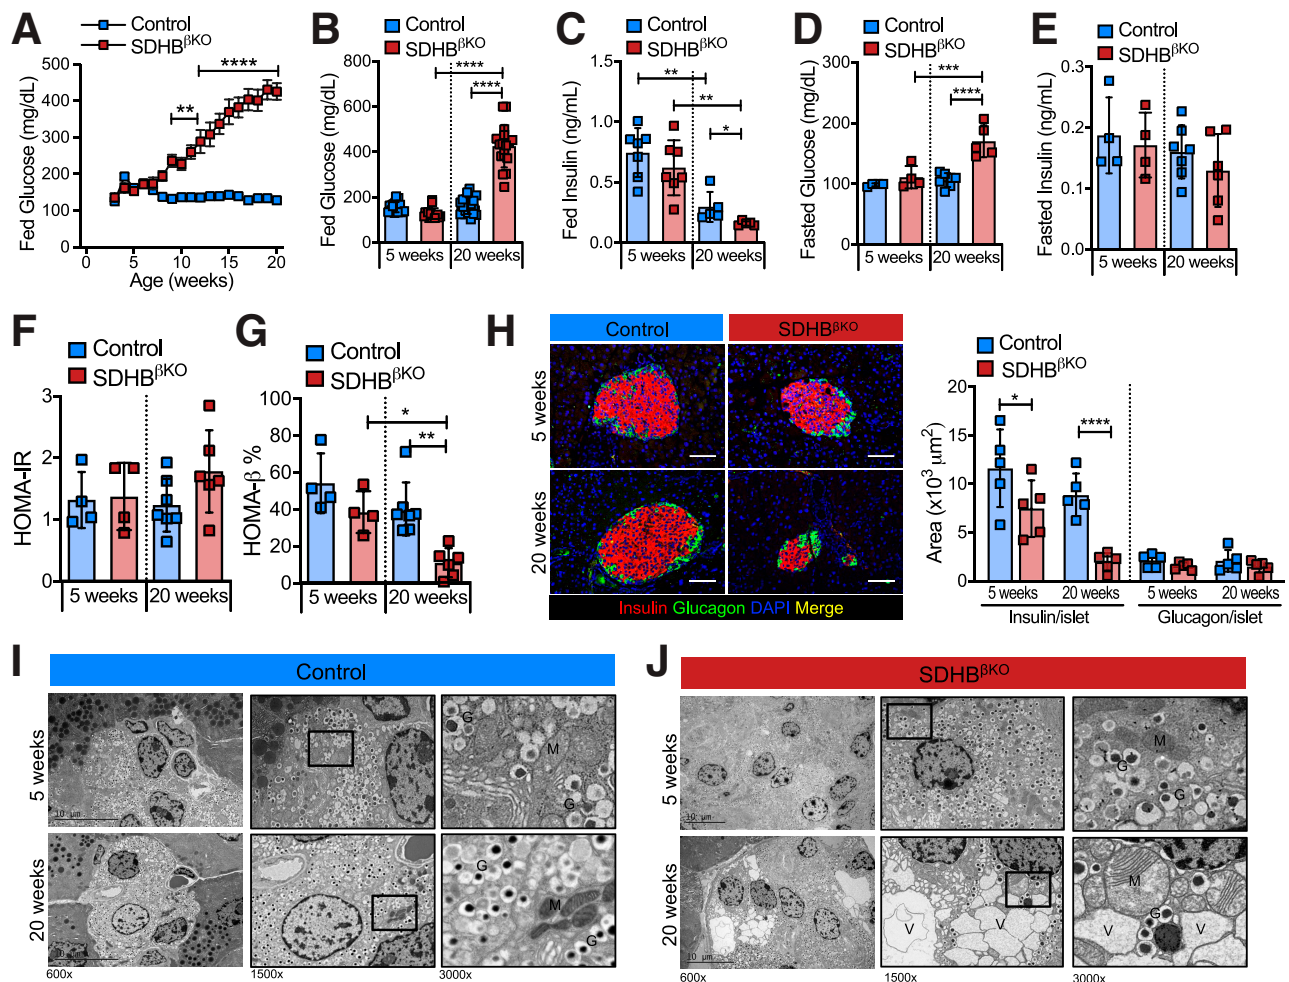 A
Control
SDHBβKO
****
**
Fed Glucose (mg/dL)
500
400
300
200
100
0
0 5 10 15 20
Age (weeks)
B
Control
SDHBβKO
****
****
Fed Glucose (mg/dL)
800
600
400
200
0
5 weeks 20 weeks
C
Control
SDHBβKO
**
**
*
Fed Insulin (ng/mL)
1.5
1.0
0.5
0.0
5 weeks 20 weeks
D
Control
SDHBβKO
***
****
Fasted Glucose (mg/dL)
300
200
100
0
5 weeks 20 weeks
E
Control
SDHBβKO
Fasted Insulin (ng/mL)
0.3
0.2
0.1
0.0
5 weeks 20 weeks
F
Control
SDHBβKO
HOMA-IR
3
2
1
0
5 weeks 20 weeks
G
Control
SDHBβKO
*
**
HOMA-β %
100
80
60
40
20
0
5 weeks 20 weeks
H
Control SDHBβKO
5 weeks
20 weeks
Insulin Glucagon DAPI Merge
Control
SDHBβKO
*
****
Area (x10³ µm²)
20
15
10
5
0
5 weeks 20 weeks 5 weeks 20 weeks
Insulin/islet Glucagon/islet
I
Control
5 weeks
10 µm
G
M
G
20 weeks
10 µm
G
M
G
600x 1500x 3000x
J
SDHBβKO
5 weeks
10 µm
M
G
G
20 weeks
10 µm
V V
M
G
V V
600x 1500x 3000x